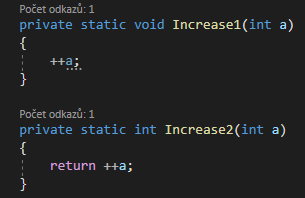 Počet odkazů: 1
private static void Increase1(int a)
{
++a;
}
Počet odkazů: 1
private static int Increase2(int a)
{
return ++a;
}